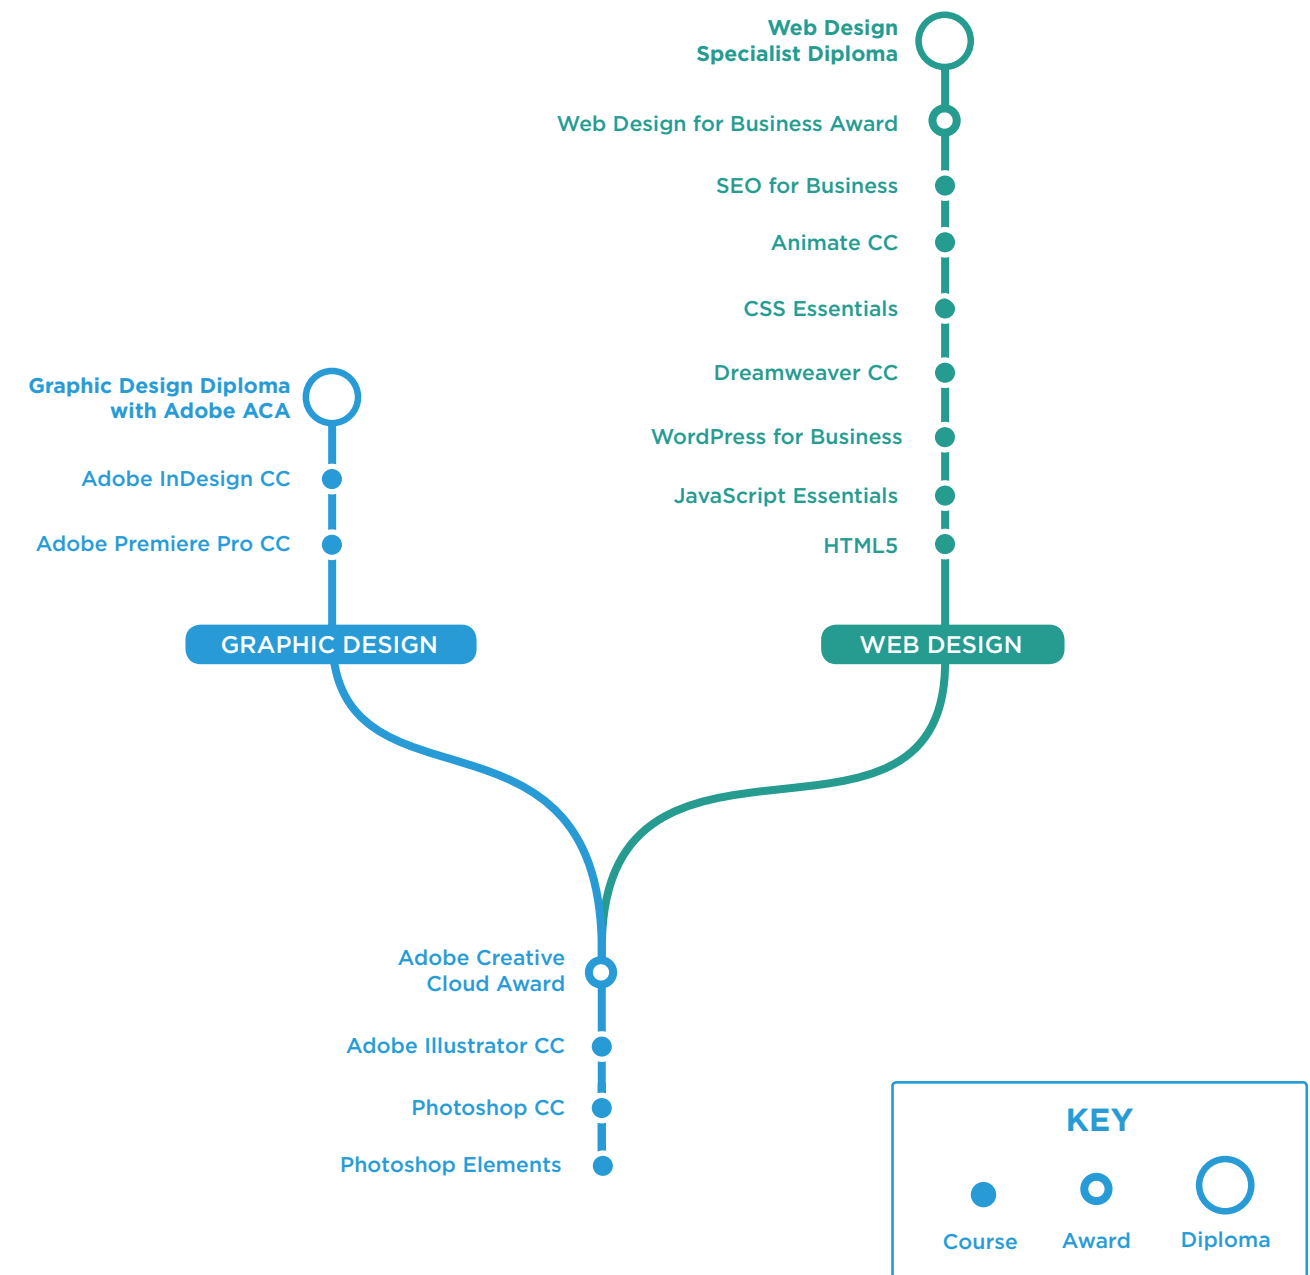 Web Design
Specialist Diploma
Web Design for Business Award
SEO for Business
Animate CC
CSS Essentials
Dreamweaver CC
WordPress for Business
JavaScript Essentials
HTML5
WEB DESIGN
Graphic Design Diploma
with Adobe ACA
Adobe InDesign CC
Adobe Premiere Pro CC
GRAPHIC DESIGN
Adobe Creative
Cloud Award
Adobe Illustrator CC
Photoshop CC
Photoshop Elements
KEY
Course
Award
Diploma